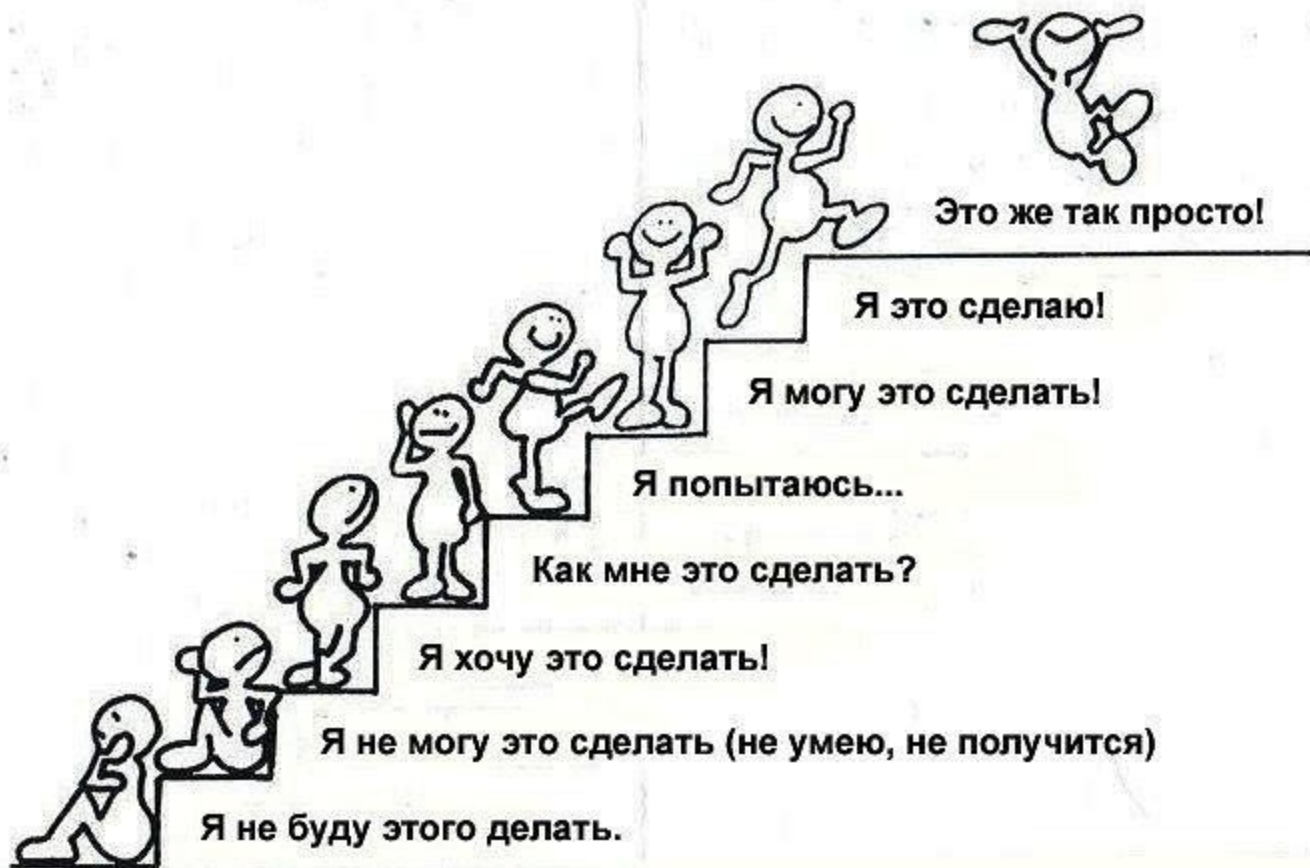 Это же так просто!
Я это сделаю!
Я могу это сделать!
Я попытаюсь...
Как мне это сделать?
Я хочу это сделать!
Я не могу это сделать (не умею, не получится)
Я не буду этого делать.